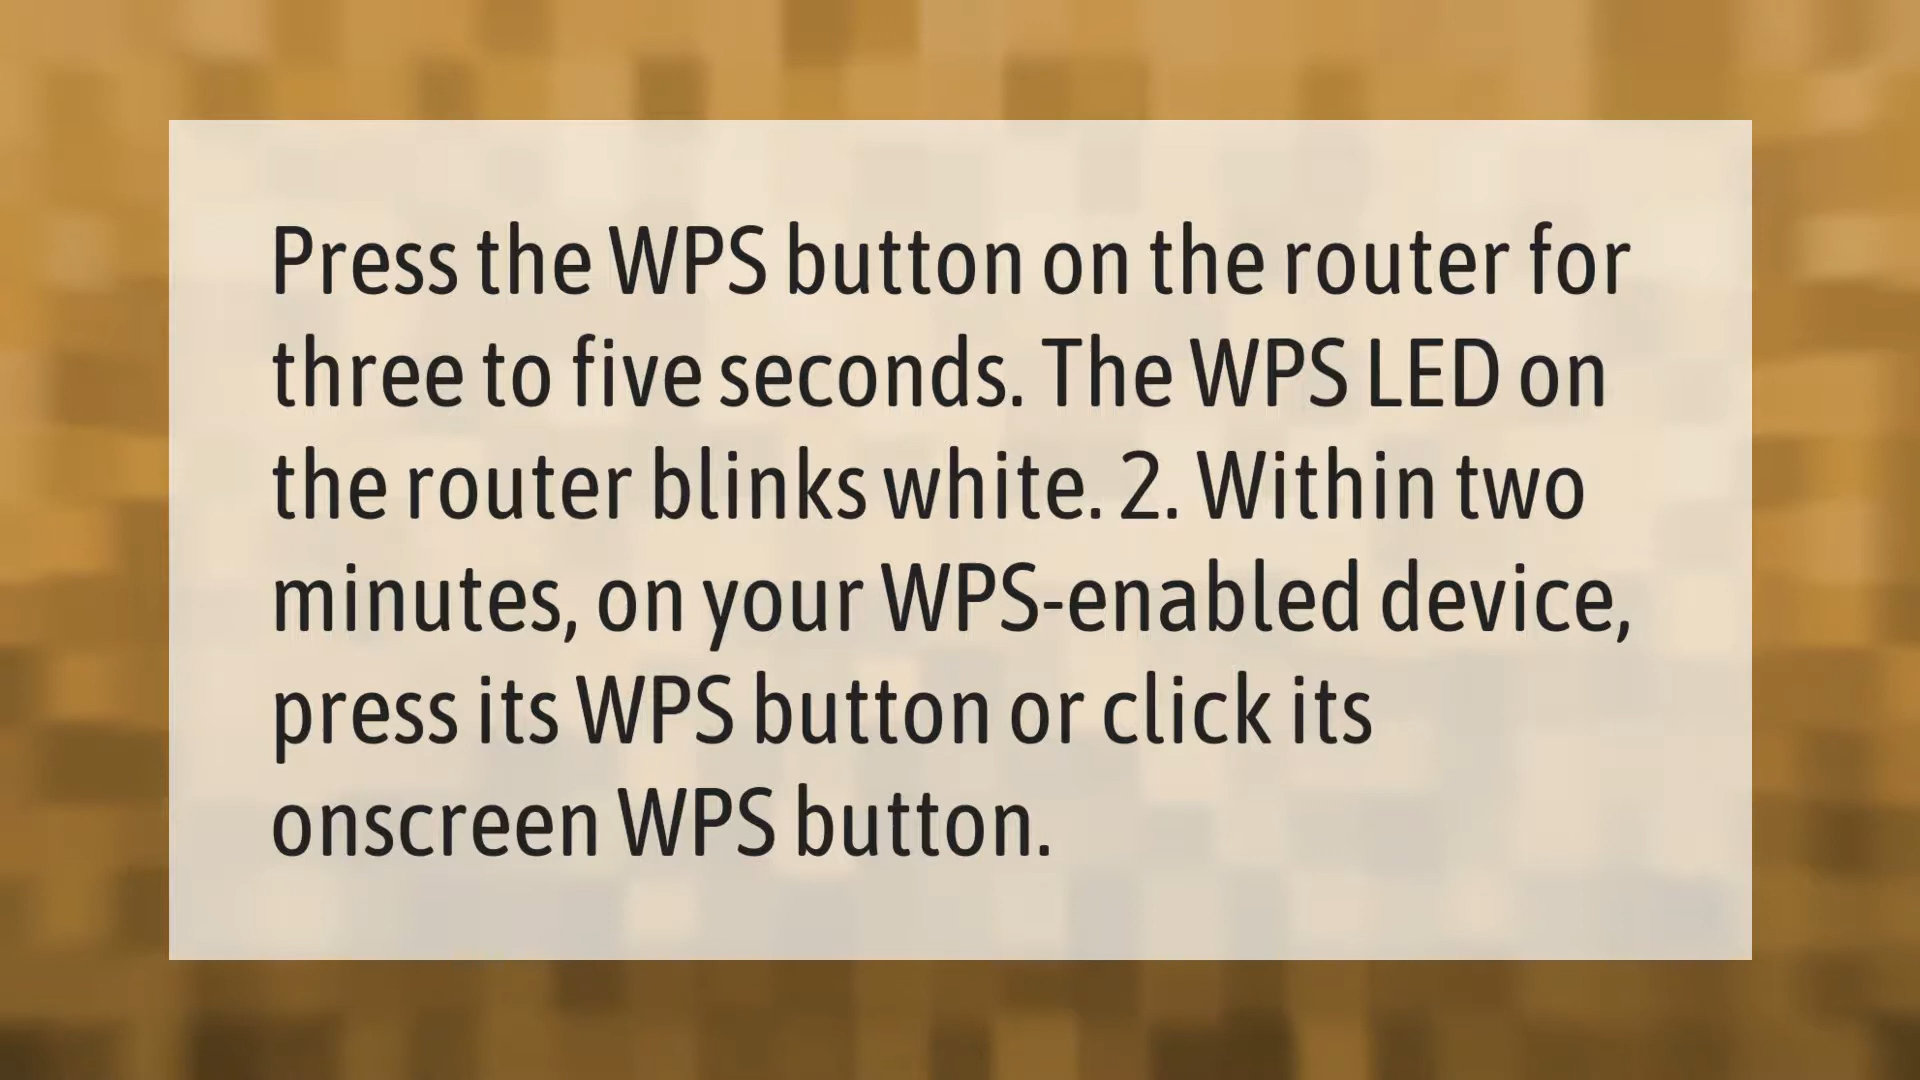 Press the WPS button on the router for
three to five seconds. The WPS LED on
the router blinks white. 2. Within two
minutes, on your WPS-enabled device,
press its WPS button or click its
onscreen WPS button.